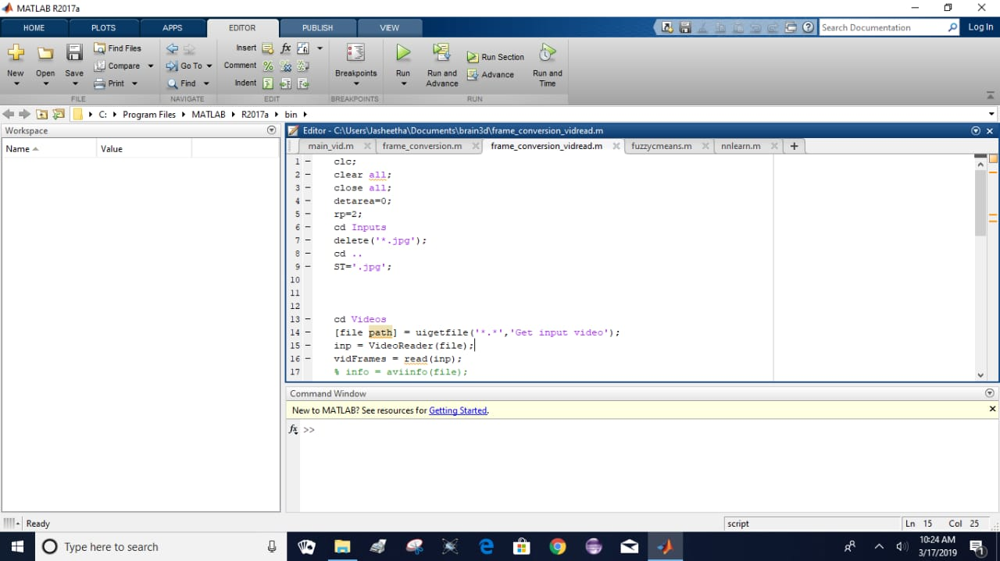 MATLAB R2017a
HOME PLOTS APPS EDITOR PUBLISH VIEW
Search Documentation Log In
New Open Save
Find Files
Compare
Print
FILE
Go To
Find
NAVIGATE
Insert
Comment
Indent
EDIT
Breakpoints
BREAKPOINTS
Run
Run and Advance
Run Section
Advance
Run and Time
RUN
C: Program Files MATLAB R2017a bin
Workspace
Name Value
Editor - C:\Users\Jasheetha\Documents\brain3d\frame_conversion_vidread.m
main_vid.m frame_conversion.m frame_conversion_vidread.m fuzzycmeans.m nnlearn.m +
1 - clc;
2 - clear all;
3 - close all;
4 - detarea=0;
5 - rp=2;
6 - cd Inputs
7 - delete('*.jpg');
8 - cd ..
9 - ST='.jpg';
10
11
12
13 - cd Videos
14 - [file path] = uigetfile('*.*','Get input video');
15 - inp = VideoReader(file);
16 - vidFrames = read(inp);
17 % info = aviinfo(file);
Command Window
New to MATLAB? See resources for Getting Started.
fx >>
Ready
script
Ln 15 Col 25
Type here to search
10:24 AM
3/17/2019
1